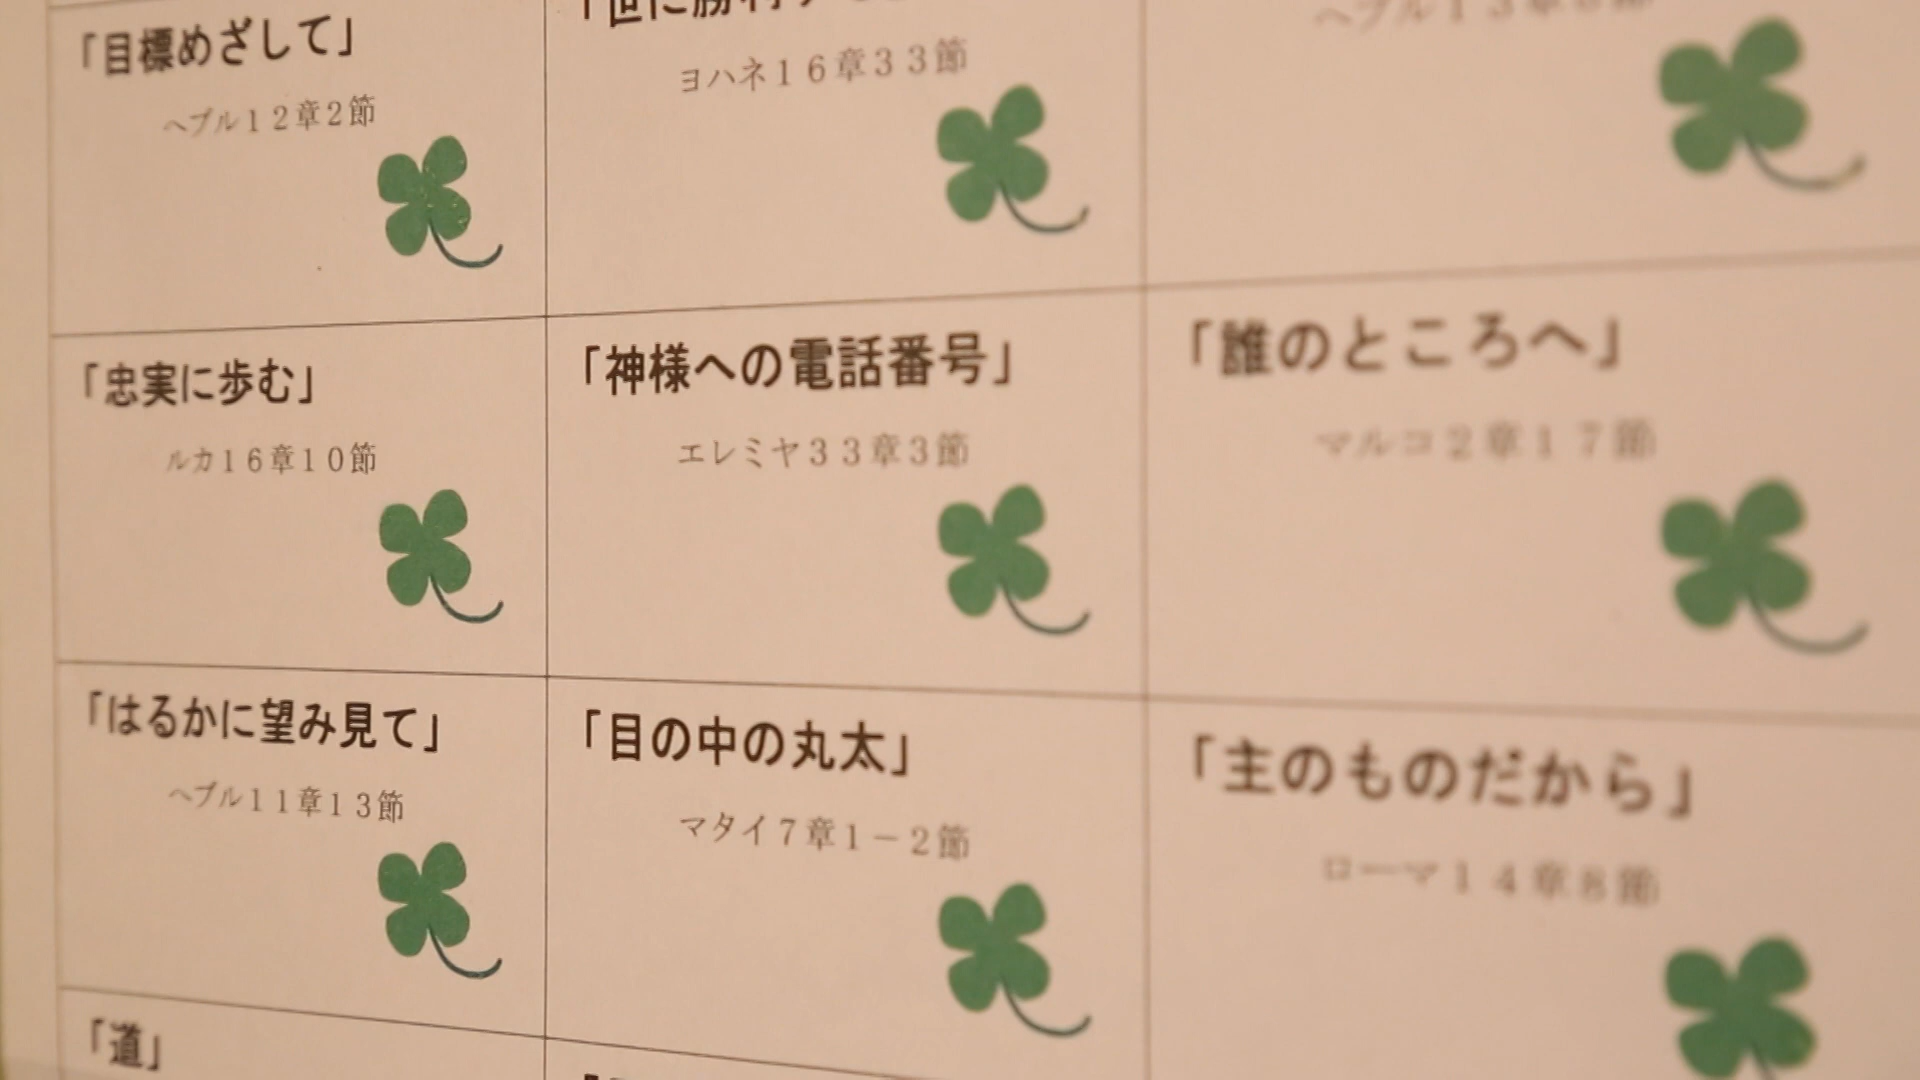 「目標めざして」
ヘブル12章2節
「世に勝利
ヨハネ16章33節
「忠実に歩む」
ルカ16章10節
「神様への電話番号」
エレミヤ33章3節
「誰のところへ」
マルコ2章17節
「はるかに望み見て」
ヘブル11章13節
「目の中の丸太」
マタイ7章1−2節
「主のものだから」
ローマ14章8節
「道」